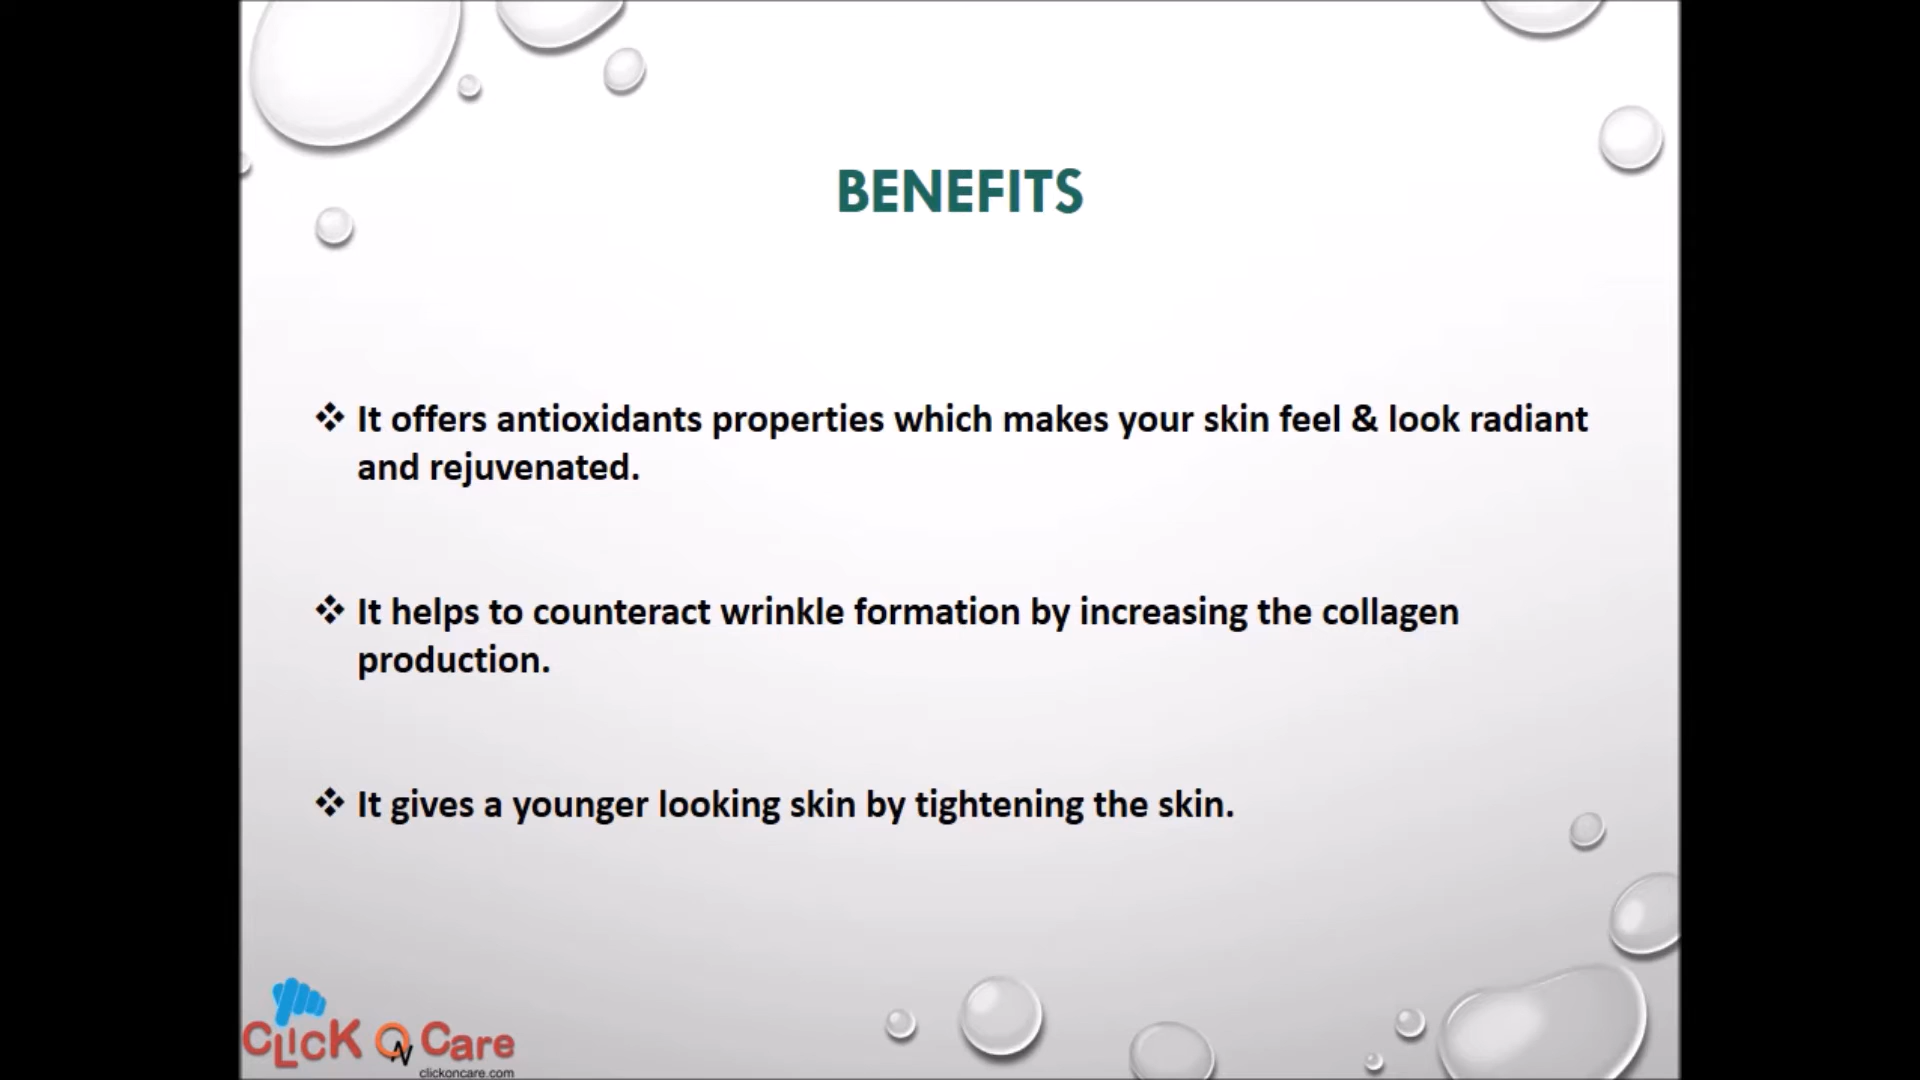 BENEFITS
❖ It offers antioxidants properties which makes your skin feel & look radiant
and rejuvenated.
❖ It helps to counteract wrinkle formation by increasing the collagen
production.
❖ It gives a younger looking skin by tightening the skin.
CLicK ON Care
clickoncare.com